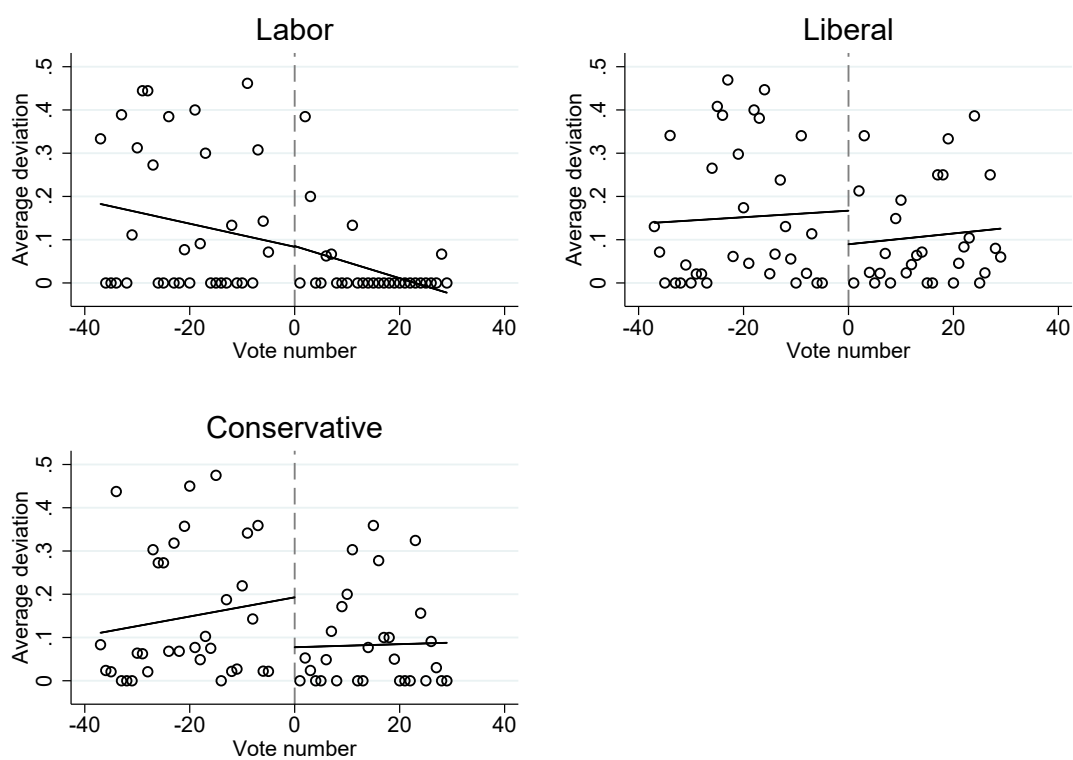 Labor
Average deviation
.5
.4
.3
.2
.1
0
-40 -20 0 20 40
Vote number
Liberal
Average deviation
.5
.4
.3
.2
.1
0
-40 -20 0 20 40
Vote number
Conservative
Average deviation
.5
.4
.3
.2
.1
0
-40 -20 0 20 40
Vote number